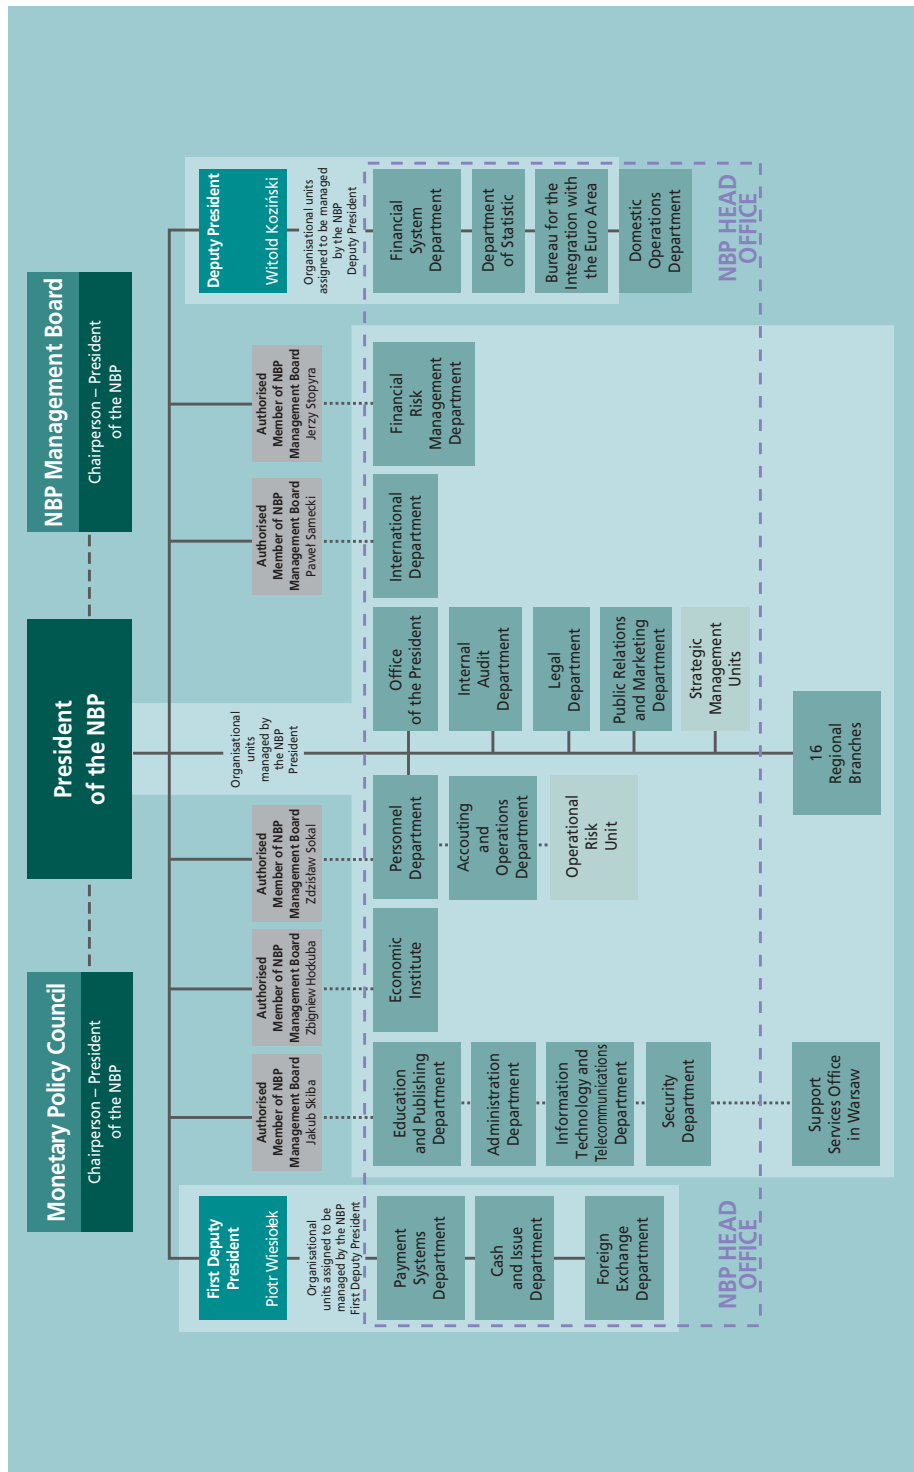 Monetary Policy Council
Chairperson – President
of the NBP
President
of the NBP
NBP Management Board
Chairperson – President
of the NBP
First Deputy
President
Piotr Wiesiołek
Organisational
units assigned to be
managed by the NBP
First Deputy President
Payment
Systems
Department
Cash
and Issue
Department
Foreign
Exchange
Department
NBP HEAD
OFFICE
Authorised
Member of NBP
Management Board
Jakub Skiba
Education
and Publishing
Department
Administration
Department
Information
Technology and
Telecommunications
Department
Security
Department
Support
Services Office
in Warsaw
Authorised
Member of NBP
Management Board
Zbigniew Hockuba
Economic
Institute
Authorised
Member of NBP
Management Board
Zdzisław Sokal
Personnel
Department
Accouting
and
Operations
Department
Operational
Risk
Unit
Organisational
units
managed by
the NBP
President
Office
of the President
Internal
Audit
Department
Legal
Department
Public Relations
and Marketing
Department
Strategic
Management
Units
16
Regional
Branches
Authorised
Member of NBP
Management Board
Paweł Samecki
International
Department
Authorised
Member of NBP
Management Board
Jerzy Stopyra
Financial
Risk
Management
Department
Deputy President
Witold Koziński
Organisational units
assigned to be managed
by the NBP
Deputy President
Financial
System
Department
Department
of Statistic
Bureau for the
Integration with
the Euro Area
Domestic
Operations
Department
NBP HEAD
OFFICE